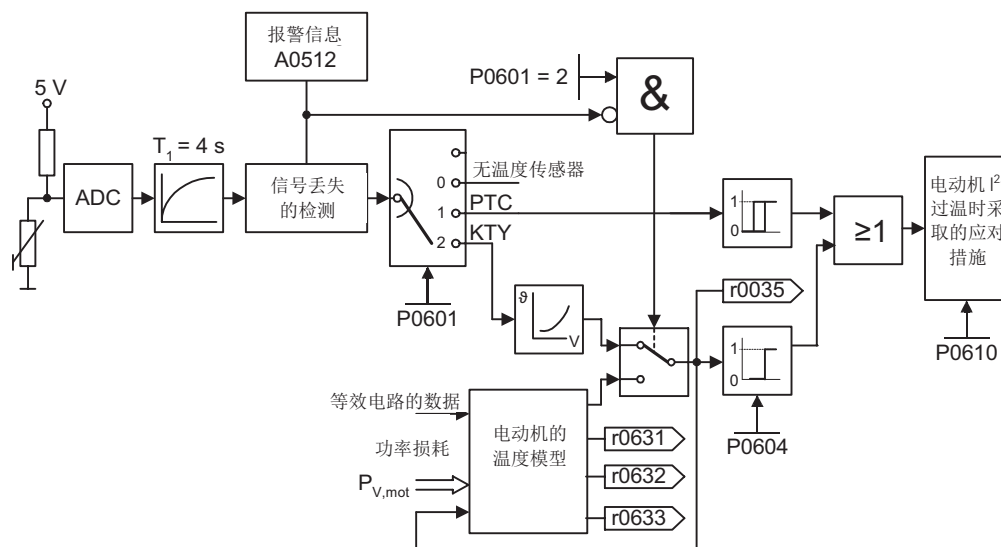 报警信息
A0512
5 V
T1 = 4 s
ADC
信号丢失
的检测
P0601 = 2
&
无温度传感器
0
1
PTC
2
KTY
P0601
ϑ
V
1
0
≥1
电动机 I2
过温时采
取的应对
措施
P0610
r0035
1
0
P0604
等效电路的数据
功率损耗
PV,mot
电动机的
温度模型
r0631
r0632
r0633